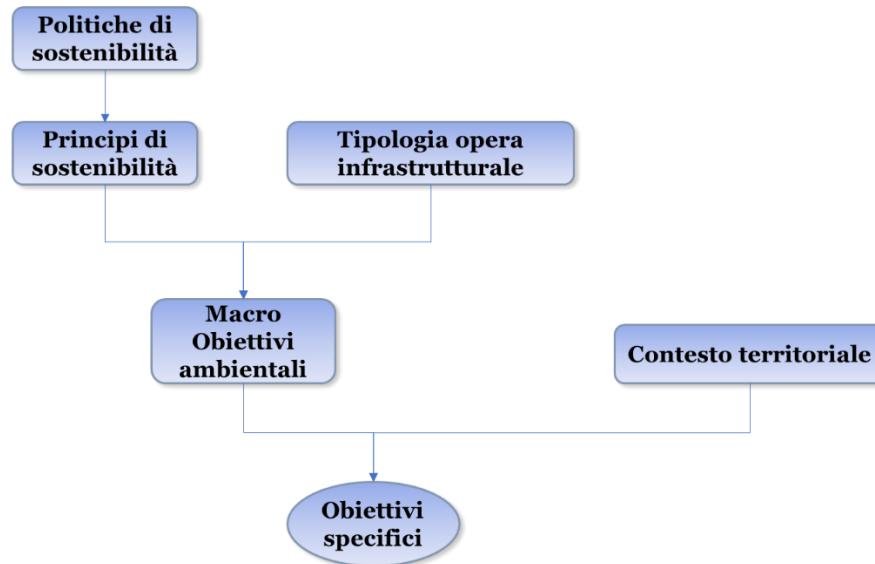 Politiche di
sostenibilità
Principi di
sostenibilità
Tipologia opera
infrastrutturale
Macro
Obiettivi
ambientali
Contesto territoriale
Obiettivi
specifici